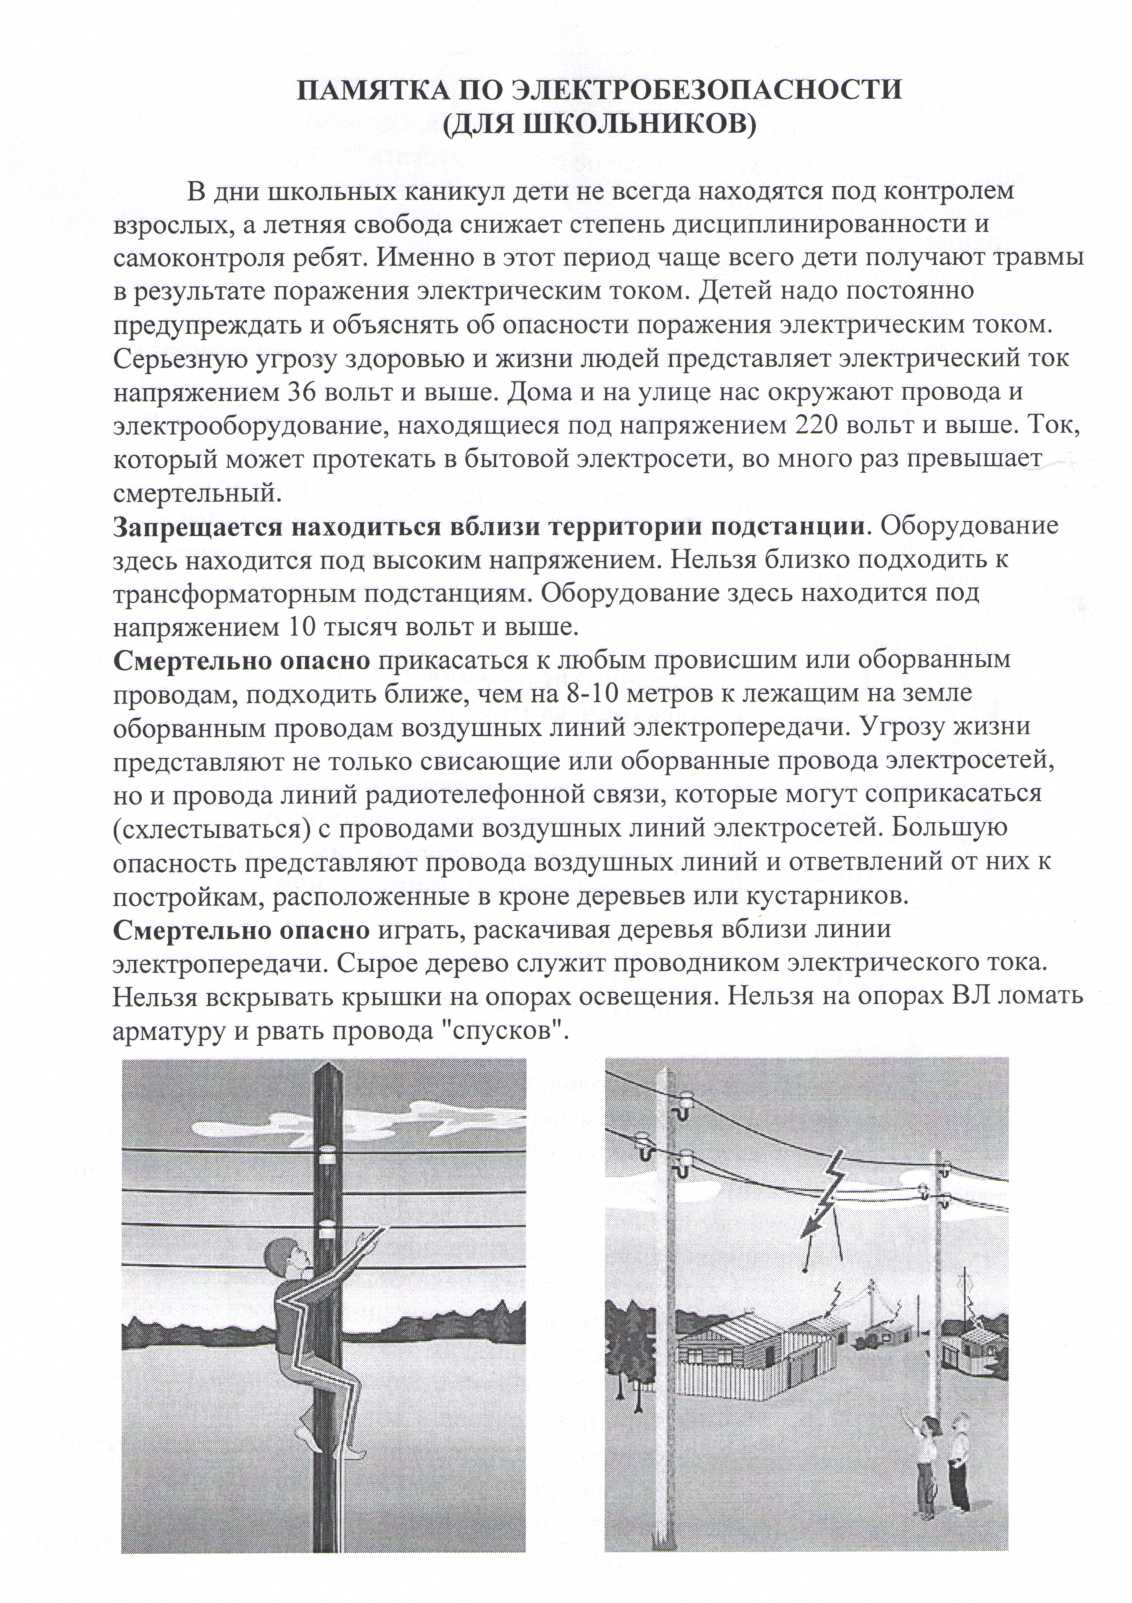 ПАМЯТКА ПО ЭЛЕКТРОБЕЗОПАСНОСТИ
(ДЛЯ ШКОЛЬНИКОВ)
В дни школьных каникул дети не всегда находятся под контролем
взрослых, а летняя свобода снижает степень дисциплинированности и
самоконтроля ребят. Именно в этот период чаще всего дети получают травмы
в результате поражения электрическим током. Детей надо постоянно
предупреждать и объяснять об опасности поражения электрическим током.
Серьезную угрозу здоровью и жизни людей представляет электрический ток
напряжением 36 вольт и выше. Дома и на улице нас окружают провода и
электрооборудование, находящиеся под напряжением 220 вольт и выше. Ток,
который может протекать в бытовой электросети, во много раз превышает
смертельный.
Запрещается находиться вблизи территории подстанции. Оборудование
здесь находится под высоким напряжением. Нельзя близко подходить к
трансформаторным подстанциям. Оборудование здесь находится под
напряжением 10 тысяч вольт и выше.
Смертельно опасно прикасаться к любым провисшим или оборванным
проводам, подходить ближе, чем на 8-10 метров к лежащим на земле
оборванным проводам воздушных линий электропередачи. Угрозу жизни
представляют не только свисающие или оборванные провода электросетей,
но и провода линий радиотелефонной связи, которые могут соприкасаться
(схлестываться) с проводами воздушных линий электросетей. Большую
опасность представляют провода воздушных линий и ответвлений от них к
постройкам, расположенные в кроне деревьев или кустарников.
Смертельно опасно играть, раскачивая деревья вблизи линии
электропередачи. Сырое дерево служит проводником электрического тока.
Нельзя вскрывать крышки на опорах освещения. Нельзя на опорах ВЛ ломать
арматуру и рвать провода "спусков".